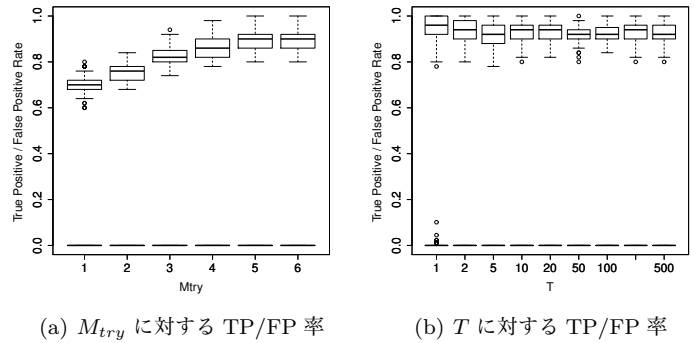 True Positive / False Positive Rate
1.0
0.8
0.6
0.4
0.2
0.0
1 2 3 4 5 6
Mtry
(a) M_try に対する TP/FP 率
True Positive / False Positive Rate
1.0
0.8
0.6
0.4
0.2
0.0
1 2 5 10 20 50 100 500
T
(b) T に対する TP/FP 率